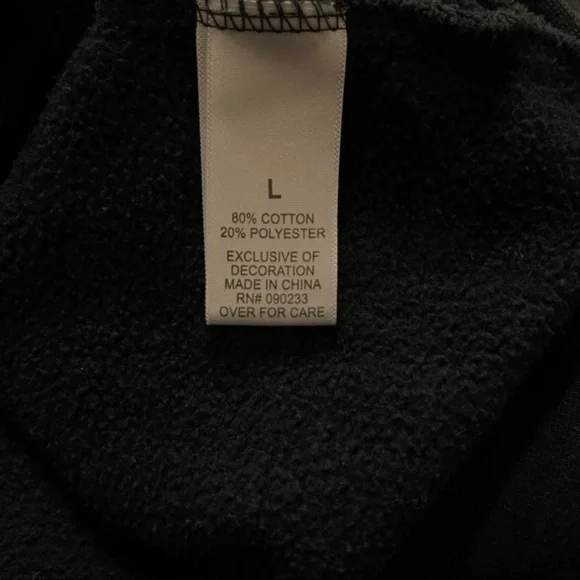 L
80% COTTON
20% POLYESTER
EXCLUSIVE OF
DECORATION
MADE IN CHINA
RN# 090233
OVER FOR CARE